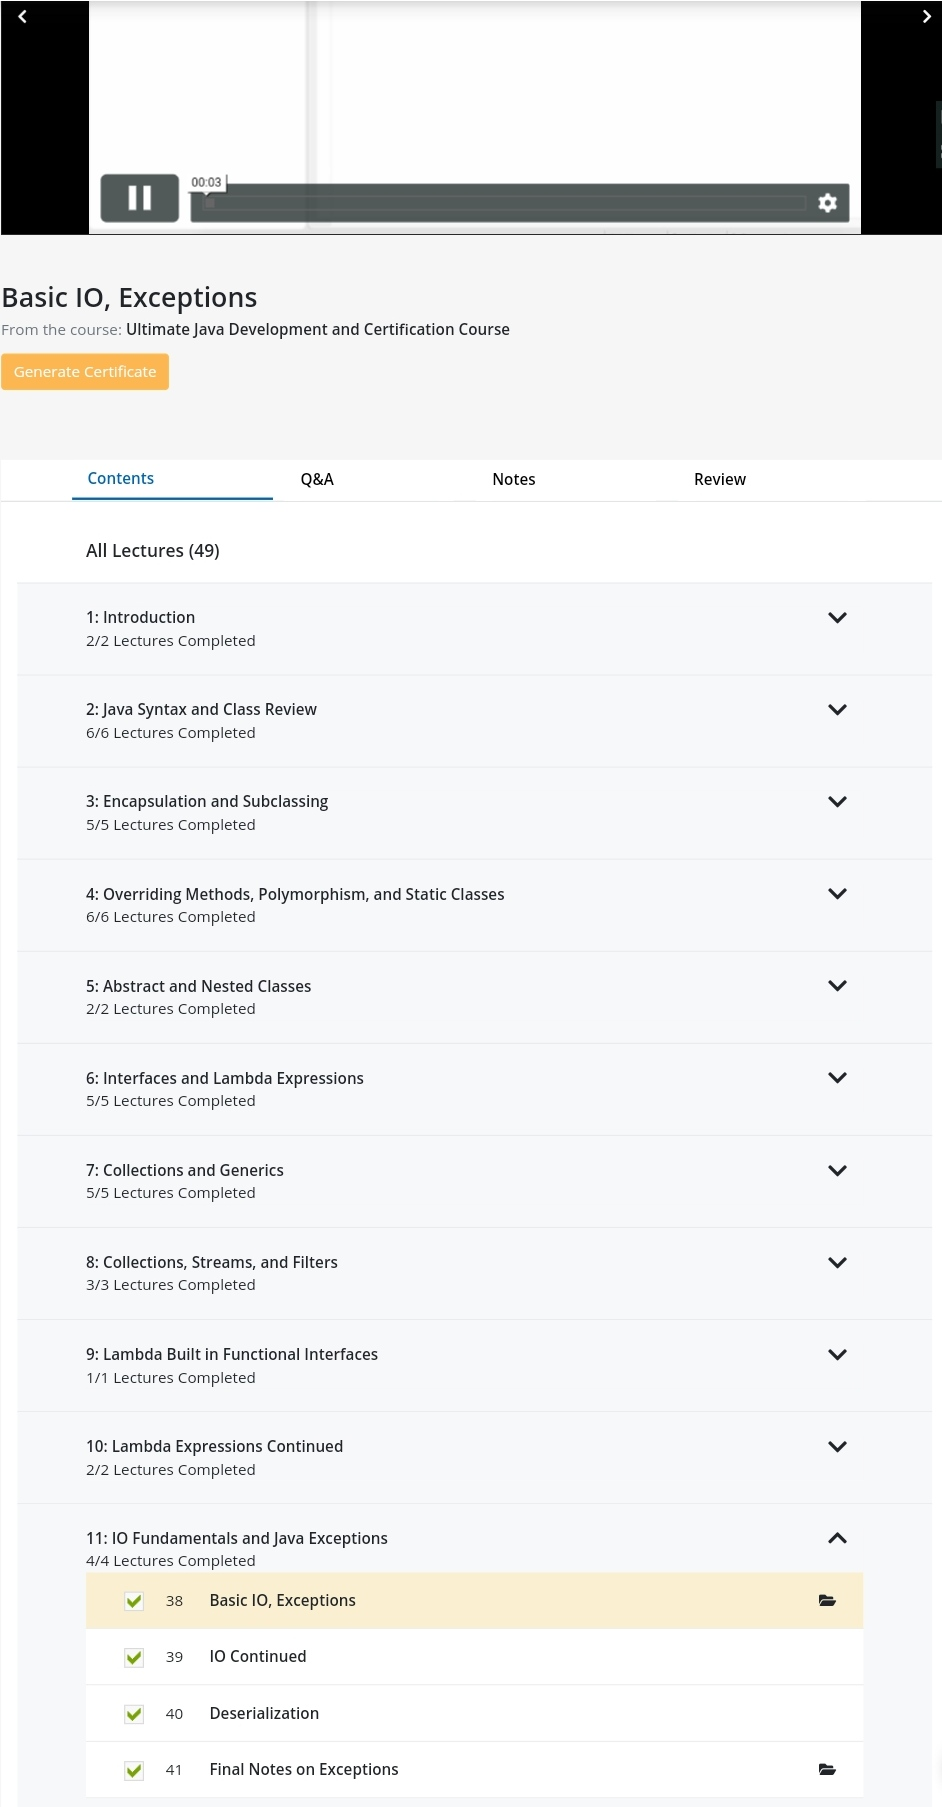 00:03
Basic IO, Exceptions
From the course: Ultimate Java Development and Certification Course
Generate Certificate
Contents Q&A Notes Review
All Lectures (49)
1: Introduction
2/2 Lectures Completed
2: Java Syntax and Class Review
6/6 Lectures Completed
3: Encapsulation and Subclassing
5/5 Lectures Completed
4: Overriding Methods, Polymorphism, and Static Classes
6/6 Lectures Completed
5: Abstract and Nested Classes
2/2 Lectures Completed
6: Interfaces and Lambda Expressions
5/5 Lectures Completed
7: Collections and Generics
5/5 Lectures Completed
8: Collections, Streams, and Filters
3/3 Lectures Completed
9: Lambda Built in Functional Interfaces
1/1 Lectures Completed
10: Lambda Expressions Continued
2/2 Lectures Completed
11: IO Fundamentals and Java Exceptions
4/4 Lectures Completed
38 Basic IO, Exceptions
39 IO Continued
40 Deserialization
41 Final Notes on Exceptions